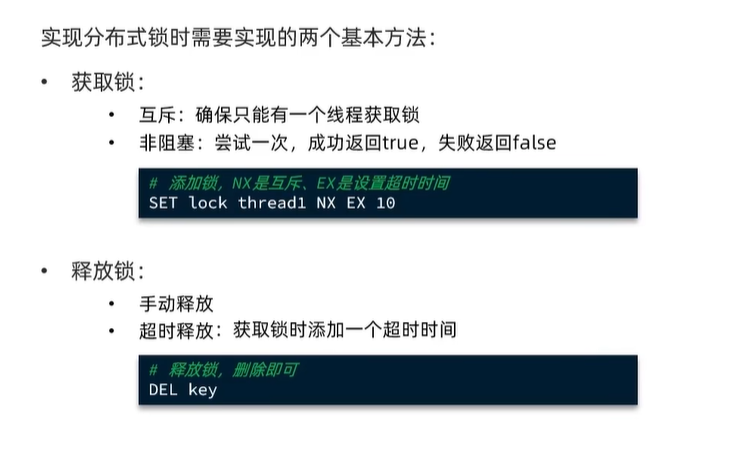 实现分布式锁时需要实现的两个基本方法：
• 获取锁：
• 互斥：确保只能有一个线程获取锁
• 非阻塞：尝试一次，成功返回true，失败返回false
# 添加锁，NX是互斥、EX是设置超时时间
SET lock thread1 NX EX 10
• 释放锁：
• 手动释放
• 超时释放：获取锁时添加一个超时时间
# 释放锁，删除即可
DEL key